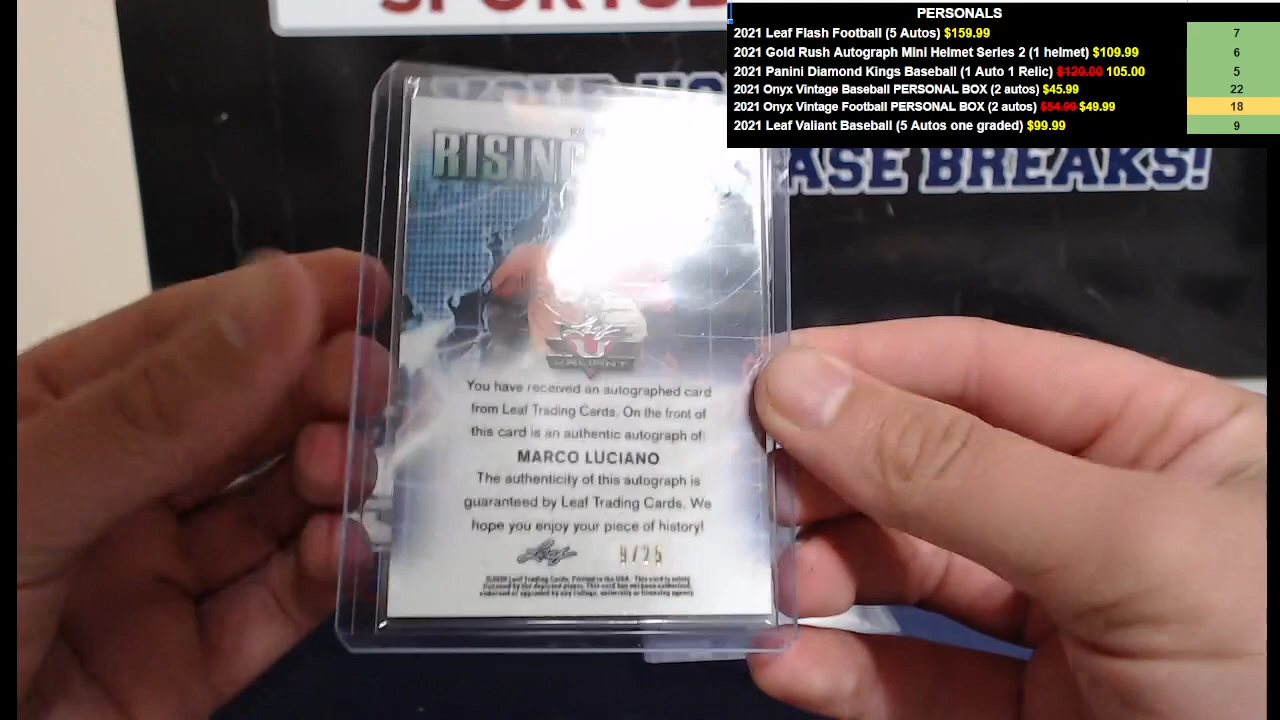 PERSONALS
2021 Leaf Flash Football (5 Autos) $159.99 7
2021 Gold Rush Autograph Mini Helmet Series 2 (1 helmet) $109.99 6
2021 Panini Diamond Kings Baseball (1 Auto 1 Relic) $120.00 105.00 5
2021 Onyx Vintage Baseball PERSONAL BOX (2 autos) $45.99 22
2021 Onyx Vintage Football PERSONAL BOX (2 autos) $54.99 $49.99 18
2021 Leaf Valiant Baseball (5 Autos one graded) $99.99 9
ASE BREAKS!
RISING
Leaf
VALIANT
You have received an autographed card
from Leaf Trading Cards. On the front of
this card is an authentic autograph of:
MARCO LUCIANO
The authenticity of this autograph is
guaranteed by Leaf Trading Cards. We
hope you enjoy your piece of history!
Leaf 9/25